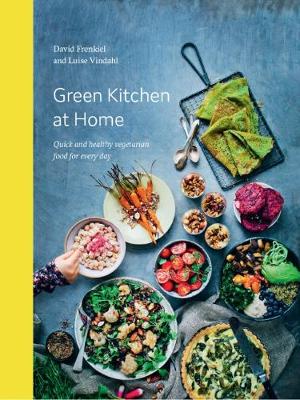 David Frenkiel
and Luise Vindahl
Green Kitchen
at Home
Quick and healthy vegetarian
food for every day